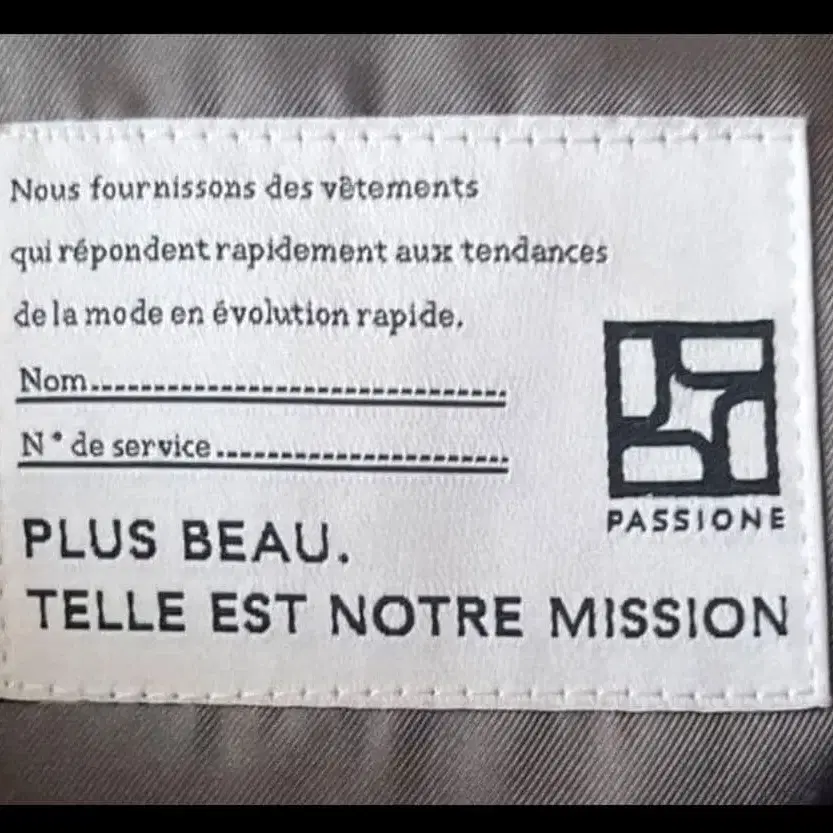 Nous fournissons des vêtements
qui répondent rapidement aux tendances
de la mode en évolution rapide.
Nom................................
N° de service.......................
PASSIONE
PLUS BEAU.
TELLE EST NOTRE MISSION